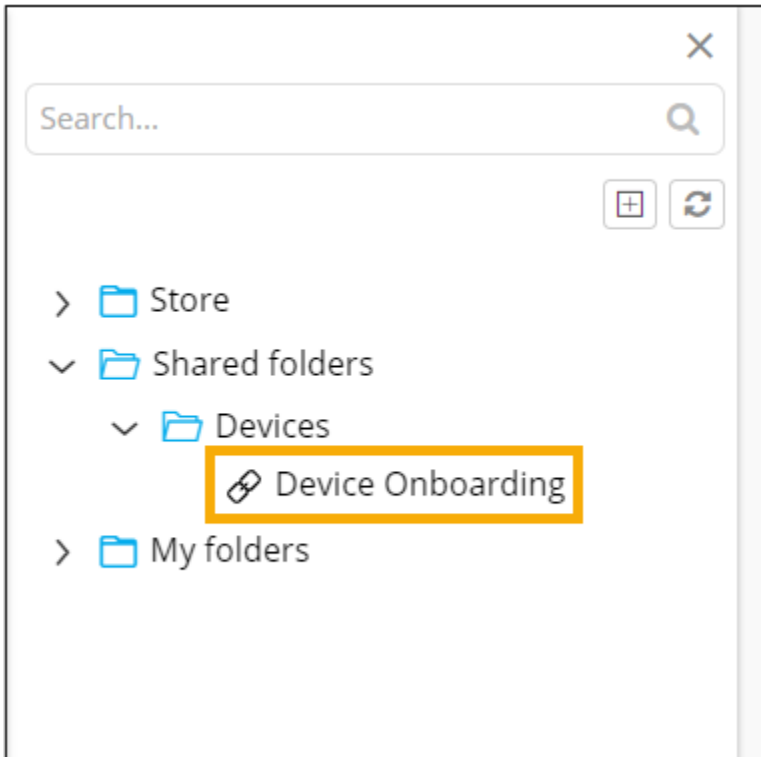 Search...
Store
Shared folders
Devices
Device Onboarding
My folders